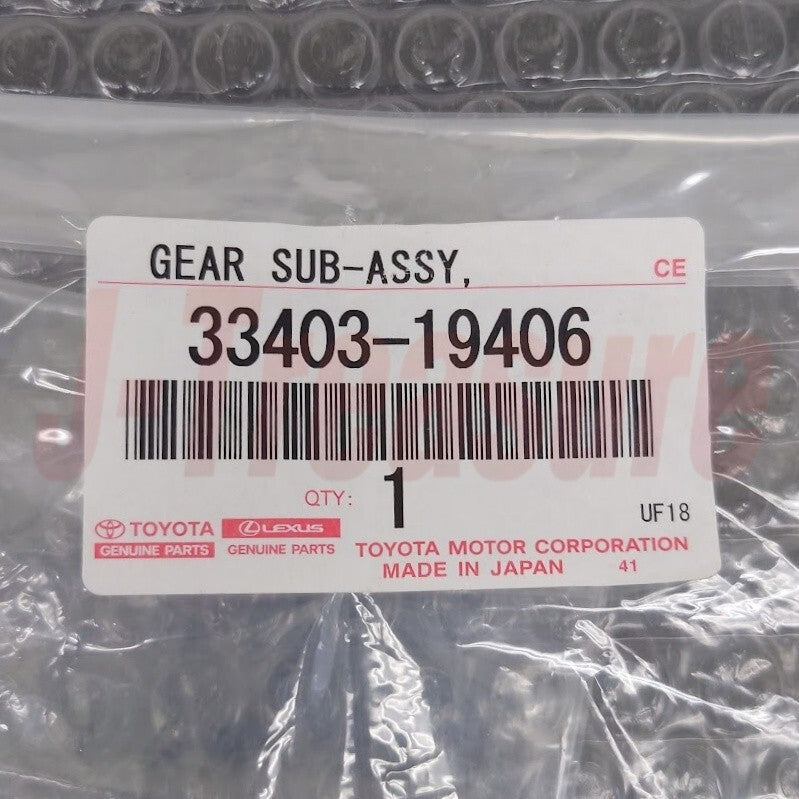 GEAR SUB-ASSY,
CE
33403-19406
J-Treasure
QTY: 1
UF18
TOYOTA
GENUINE PARTS
LEXUS
GENUINE PARTS
TOYOTA MOTOR CORPORATION
MADE IN JAPAN 41